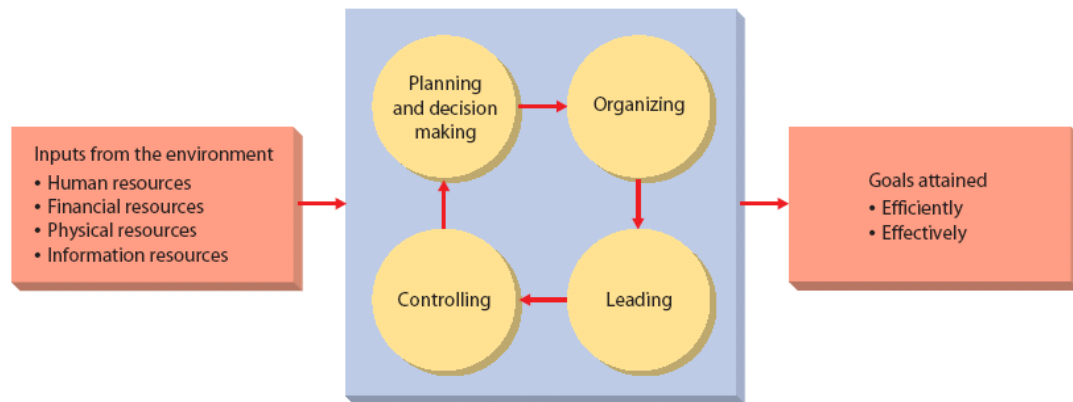 Inputs from the environment
• Human resources
• Financial resources
• Physical resources
• Information resources
Planning
and decision
making
Organizing
Controlling
Leading
Goals attained
• Efficiently
• Effectively